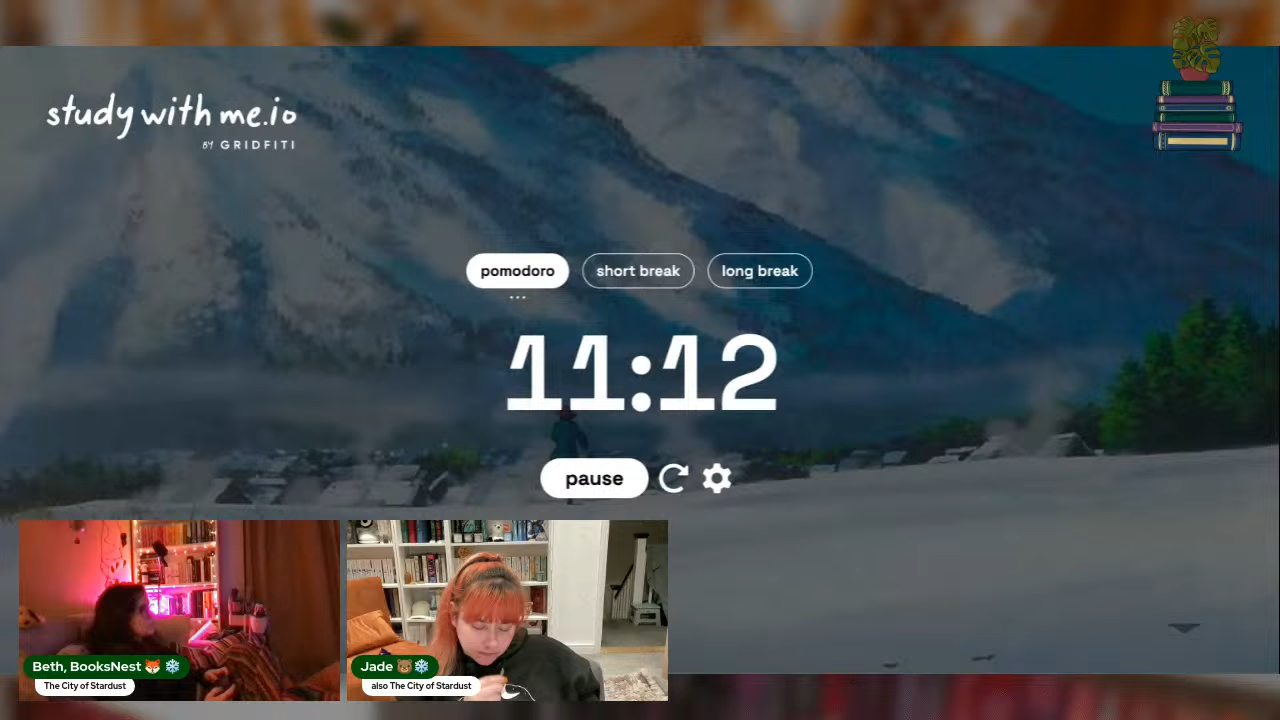 study with me.io
BY GRIDFITI
pomodoro
short break
long break
11:12
pause
Beth, BooksNest 🦊 ❄️
The City of Stardust
Jade 🐻❄️
also The City of Stardust